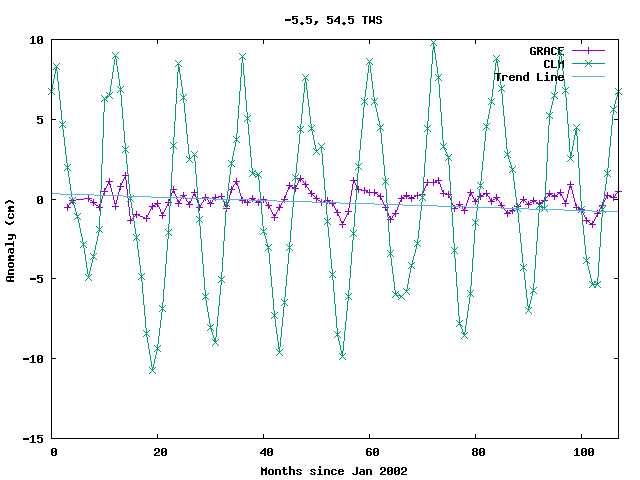 -5.5, 54.5 TWS
GRACE
CLM
Trend Line
10
5
0
-5
-10
-15
Anomaly (cm)
0 20 40 60 80 100
Months since Jan 2002